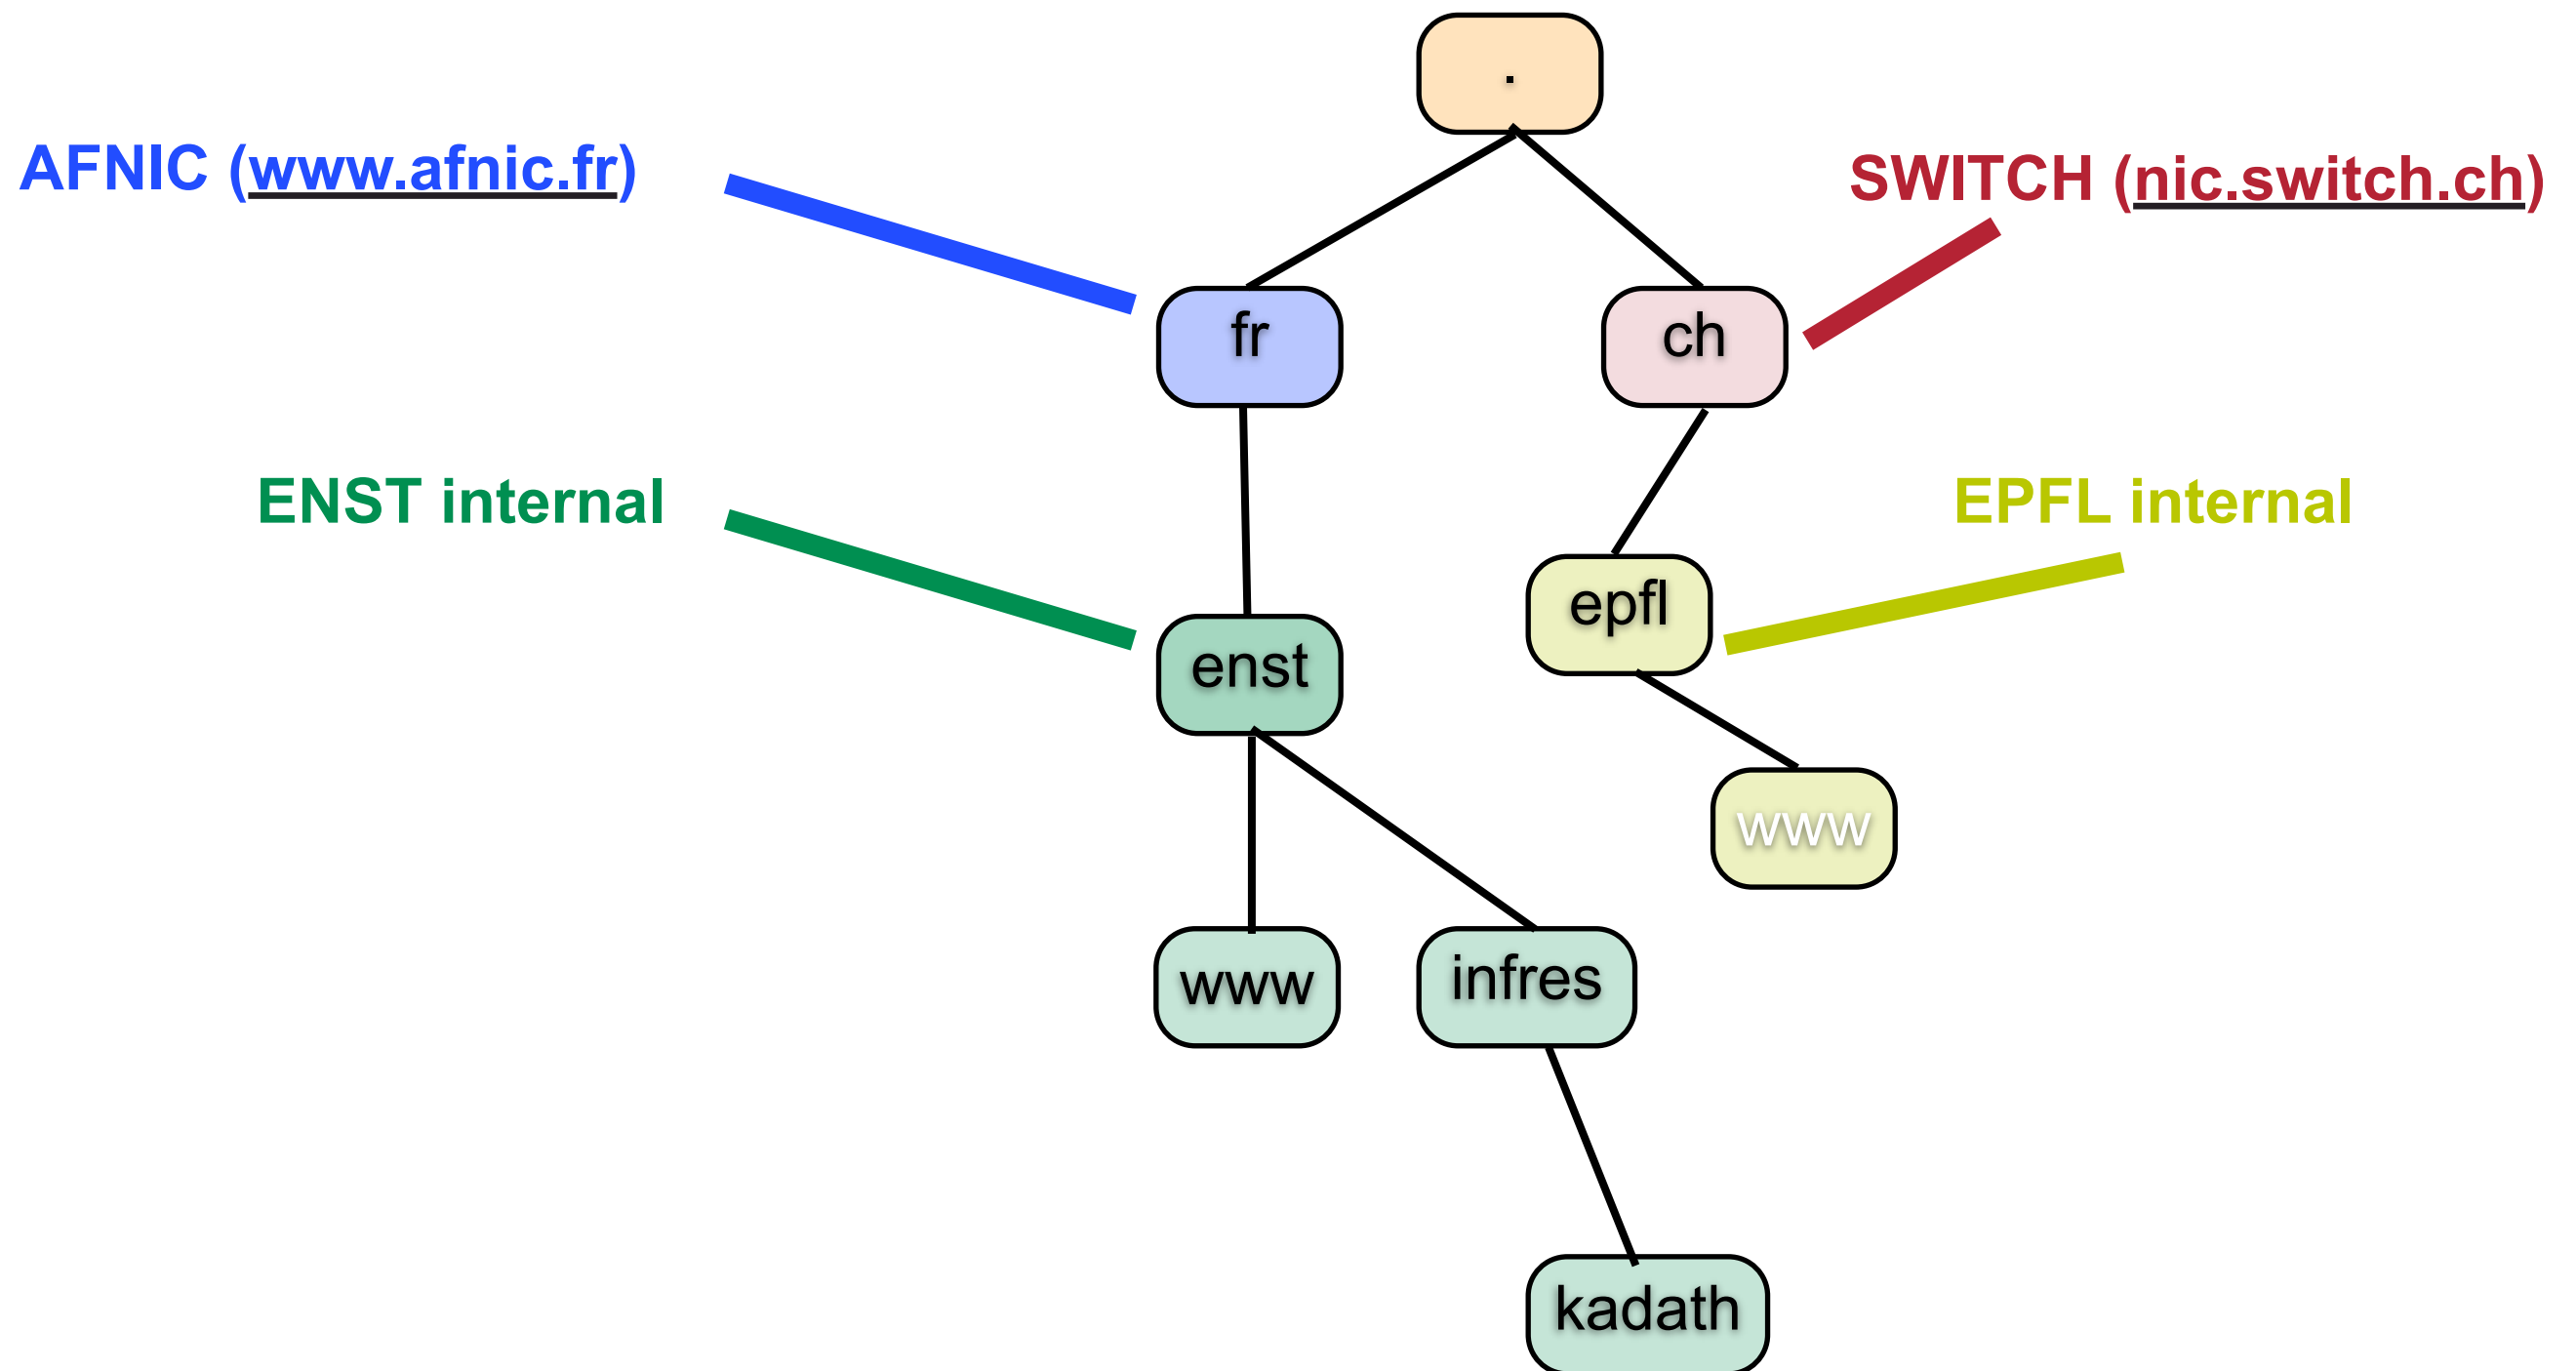 .
AFNIC (www.afnic.fr)
SWITCH (nic.switch.ch)
fr
ch
ENST internal
EPFL internal
epfl
enst
www
www
infres
kadath